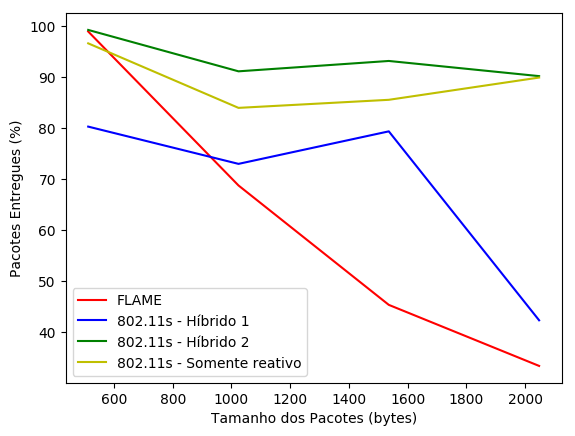 100
90
80
70
60
50
40
Pacotes Entregues (%)
FLAME
802.11s - Híbrido 1
802.11s - Híbrido 2
802.11s - Somente reativo
600 800 1000 1200 1400 1600 1800 2000
Tamanho dos Pacotes (bytes)